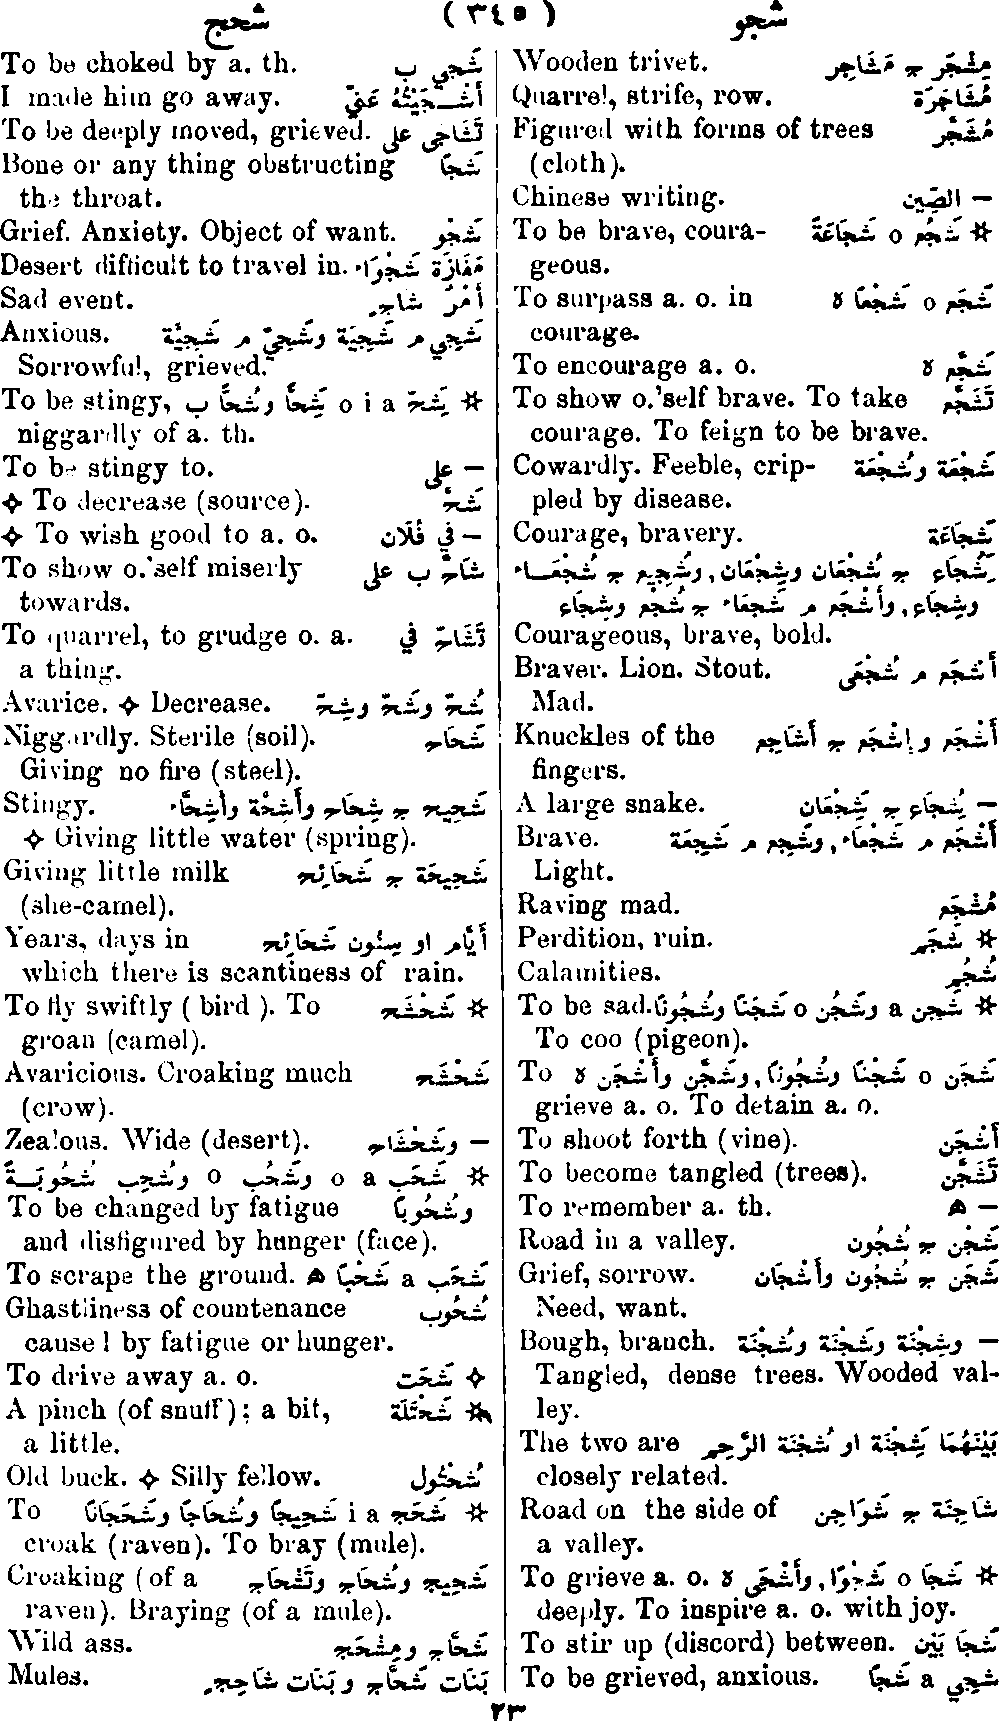 شجو ( ٣٤٥ ) شحج
Wooden trivet. مِشْجَر ج مَشَاجِر
Quarrel, strife, row. مُشَاجَرَة
Figured with forms of trees مُشَجَّر
(cloth).
Chinese writing. — الصِّين
To be brave, coura- ☆ شَجُع o شَجَاعَةً
geous.
To surpass a. o. in شَجَع o شَجْعًا ه
courage.
To encourage a. o. شَجَّع ه
To show o.'self brave. To take تَشَجَّع
courage. To feign to be brave.
Cowardly. Feeble, crip- شَجْعَة وشُجْعَة
pled by disease.
Courage, bravery. شَجَاعَة
شُجَاع ج شُجْعَان وشِجْعَان, وشَجِيع ج شُجَعَـاء
وشِجَاع, وأَشْجَع م شَجْعَاء ج شُجْع وشِجَاع
Courageous, brave, bold.
Braver. Lion. Stout. أَشْجَع م شُجْعَى
Mad.
Knuckles of the أَشْجَع وإِشْجَع ج أَشَاجِع
fingers.
A large snake. — شُجَاع ج شِجْعَان
Brave. أَشْجَع م شَجْعَاء, وشَجِع م شَجِعَة
Light.
Raving mad. مُشْجَع
Perdition, ruin. ☆
Calamities.
To be sad. ☆ شَجِن a وشَجُن o شَجَنًا وشُجُونًا
To coo (pigeon).
To شَجَن o شَجْنًا وشُجُونًا, وشَجَّن وأَشْجَن ه
grieve a. o. To detain a. o.
To shoot forth (vine). أَشْجَن
To become tangled (trees). تَشَجَّن
To remember a. th. — ه
Road in a valley. شَجْن ج شُجُون
Grief, sorrow. شَجَن ج شُجُون وأَشْجَان
Need, want.
Bough, branch. — وشِجْنَة وشَجْنَة وشُجْنَة
Tangled, dense trees. Wooded val-
ley.
The two are بَيْنَهُمَا شِجْنَة او شُجْنَة الرَّحِم
closely related.
Road on the side of شَاجِنَة ج شَوَاجِن
a valley.
To grieve a. o. ☆ شَجَا o شَجْوًا, وأَشْجَى ه
deeply. To inspire a. o. with joy.
To stir up (discord) between. شَجَا بَيْن
To be grieved, anxious. شَجِي a شَجًا
To be choked by a. th. شَجِي ب
I made him go away. أَشْـجَيْتُهُ عَنِّي
To be deeply moved, grieved. تَشَاجَى على
Bone or any thing obstructing شَجًا
the throat.
Grief. Anxiety. Object of want. شَجْو
Desert difficult to travel in. مَفَازَة شَجْوَاء
Sad event. أَمْرٌ شاجٍ
Anxious. شَجِي م شَجِيَة وشَجِيّ م شَجِيَّة
Sorrowful, grieved.
To be stingy, ☆ شَحّ o i a شَحًّا وشُحًّا ب
niggardly of a. th.
To be stingy to. — على
✧ To decrease (source). شَحّ
✧ To wish good to a. o. — في فُلَان
To show o.'self miserly شَاحّ ب على
towards.
To quarrel, to grudge o. a. تَشَاحّ في
a thing.
Avarice. ✧ Decrease. شُحّ وشَحّ وشِحّ
Niggardly. Sterile (soil). شَحَاح
Giving no fire (steel).
Stingy. شَحِيح ج شِحَاح وأَشِحَّة وأَشِحَّاء
✧ Giving little water (spring).
Giving little milk شَحِيحَة ج شَحَائِح
(she-camel).
Years, days in أَيَّام او سِنُون شَحَائِح
which there is scantiness of rain.
To fly swiftly ( bird ). To ☆ شَحْشَح
groan (camel).
Avaricious. Croaking much شَحْشَح
(crow).
Zealous. Wide (desert). — وشَحْشَاح
☆ شَحَب o a وشَحُب o وشُحِب شُحُوبَـةً
To be changed by fatigue وشُحُوبًا
and disfigured by hunger (face).
To scrape the ground. شَحَب a شَحْبًا ه
Ghastliness of countenance شُحُوب
caused by fatigue or hunger.
To drive away a. o. ✧ شَحَت
A pinch (of snuff); a bit, شَحْتَلَة
a little.
Old buck. ✧ Silly fellow.
To ☆ شَحَج i a شَحِيجًا وشُحَاجًا وشَحَجَانًا
croak (raven). To bray (mule).
Croaking (of a شَحِيج وشُحَاج وتَشْحَاج
raven). Braying (of a mule).
Wild ass. شَحَّاج ومِشْحَج
Mules. بَنَات شَحَّاج وبَنَات شَاحِج
٢٣